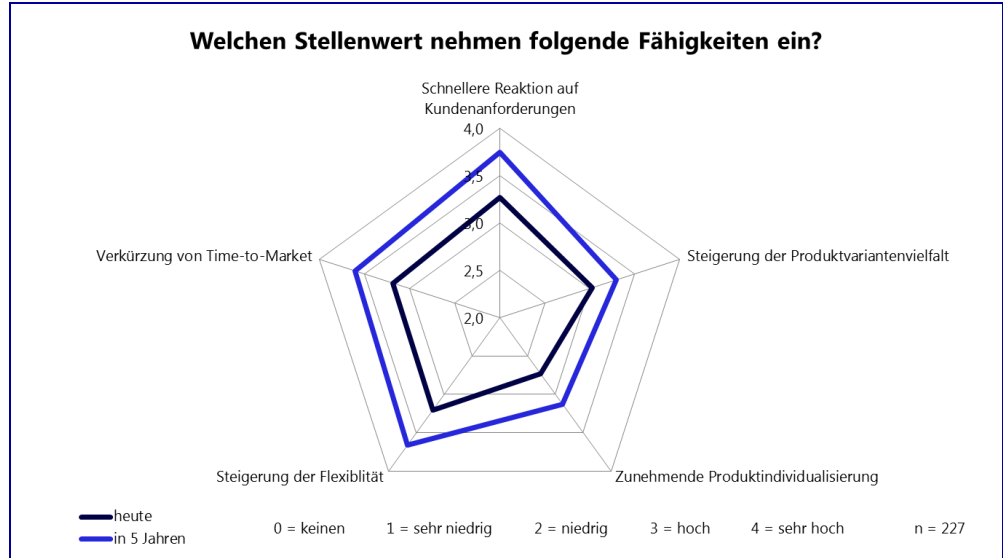 Welchen Stellenwert nehmen folgende Fähigkeiten ein?
Schnellere Reaktion auf
Kundenanforderungen
4,0
3,5
3,0
2,5
2,0
Verkürzung von Time-to-Market
Steigerung der Produktvariantenvielfalt
Steigerung der Flexiblität
Zunehmende Produktindividualisierung
heute
in 5 Jahren
0 = keinen 1 = sehr niedrig 2 = niedrig 3 = hoch 4 = sehr hoch n = 227